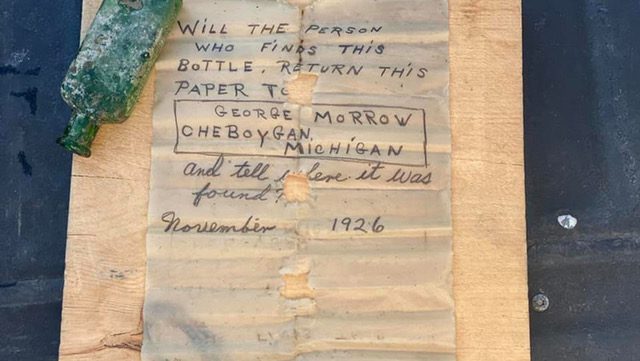 WILL THE PERSON
WHO FINDS THIS
BOTTLE, RETURN THIS
PAPER TO
GEORGE MORROW
CHEBOYGAN,
MICHIGAN
and tell where it was
found?
November 1926